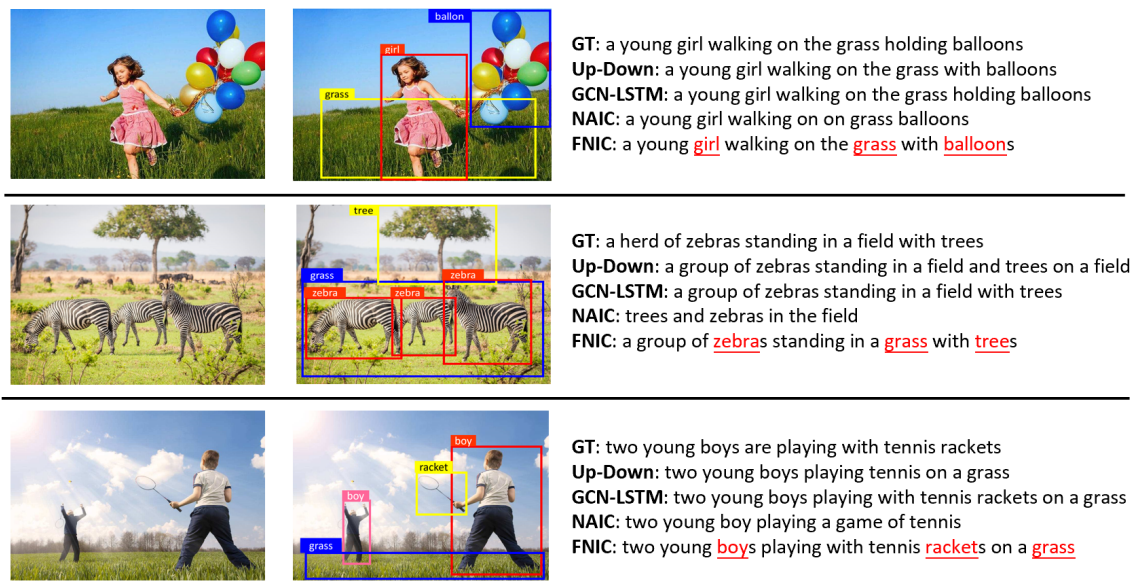 ballon
girl
grass
GT: a young girl walking on the grass holding balloons
Up-Down: a young girl walking on the grass with balloons
GCN-LSTM: a young girl walking on the grass holding balloons
NAIC: a young girl walking on on grass balloons
FNIC: a young girl walking on the grass with balloons
tree
grass
zebra
zebra
zebra
GT: a herd of zebras standing in a field with trees
Up-Down: a group of zebras standing in a field and trees on a field
GCN-LSTM: a group of zebras standing in a field with trees
NAIC: trees and zebras in the field
FNIC: a group of zebras standing in a grass with trees
boy
racket
boy
grass
GT: two young boys are playing with tennis rackets
Up-Down: two young boys playing tennis on a grass
GCN-LSTM: two young boys playing with tennis rackets on a grass
NAIC: two young boy playing a game of tennis
FNIC: two young boys playing with tennis rackets on a grass